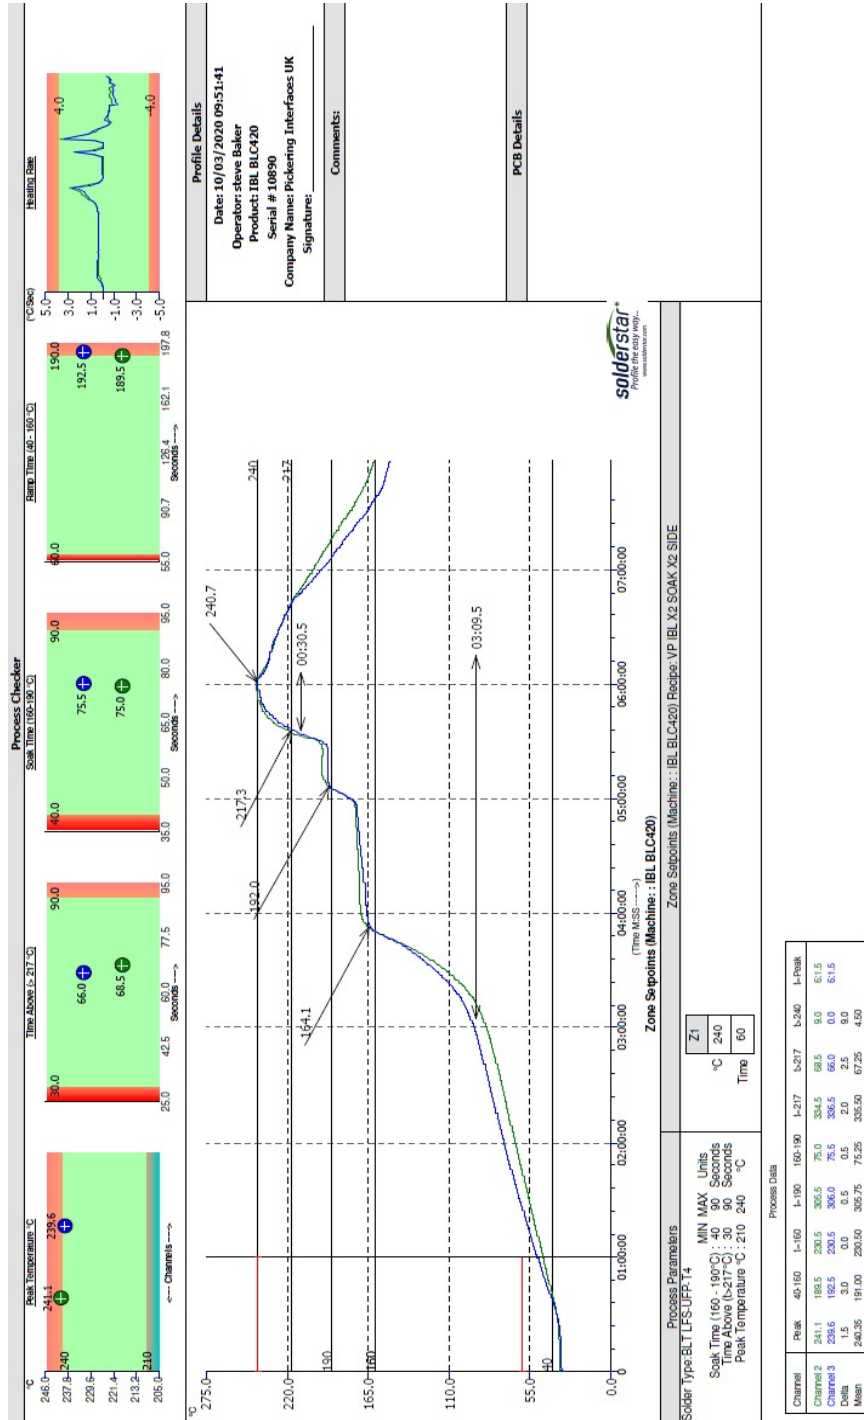 Process Checker
Peak Temperature °C
Time Above (> 217 °C)
Soak Time (160-190 °C)
Ramp Time (40 - 160 °C)
Heating Rate
°C
246.0
237.8
229.6
221.4
213.2
205.0
241.1
239.6
240
210
<--- Channels --->
30.0
90.0
66.0
68.5
25.0 42.5 60.0 77.5 95.0
Seconds --->
40.0
90.0
75.5
75.0
35.0 50.0 65.0 80.0 95.0
Seconds --->
60.0
190.0
192.5
189.5
55.0 90.7 126.4 162.1 197.8
Seconds --->
(°C/Sec)
5.0
3.0
1.0
-1.0
-3.0
-5.0
4.0
-4.0
°C
275.0
220.0
165.0
110.0
55.0
0.0
190
160
40
240
217
164.1
192.0
217.3
240.7
00:30.5
03:09.5
0 01:00:00 02:00:00 03:00:00 04:00:00 05:00:00 06:00:00 07:00:00
(Time M:SS ----->)
Zone Setpoints (Machine: : IBL BLC420)
Profile Details
Date: 10/03/2020 09:51:41
Operator: steve Baker
Product: IBL BLC420
Serial # 10890
Company Name: Pickering Interfaces UK
Signature:
Comments:
PCB Details
solderstar
Profile the easy way...
www.solderstar.com
Process Parameters
Solder Type: BLT LFS-UFP-T4
MIN MAX Units
Soak Time (160 - 190°C) : 40 90 Seconds
Time Above (t>217°C) : 30 90 Seconds
Peak Temperature °C : 210 240 °C
Zone Setpoints (Machine: : IBL BLC420) Recipe: VP IBL X2 SOAK X2 SIDE
Z1
°C 240
Time 60
Process Data
Channel Peak 40-160 t-160 t-190 160-190 t-217 t>217 t>240 t-Peak
Channel 2 241.1 189.5 230.5 305.5 75.0 334.5 68.5 9.0 6:1.5
Channel 3 239.6 192.5 230.5 306.0 75.5 336.5 66.0 0.0 6:1.5
Delta 1.5 3.0 0.0 0.5 0.5 2.0 2.5 9.0
Mean 240.35 191.00 230.50 305.75 75.25 335.50 67.25 4.50